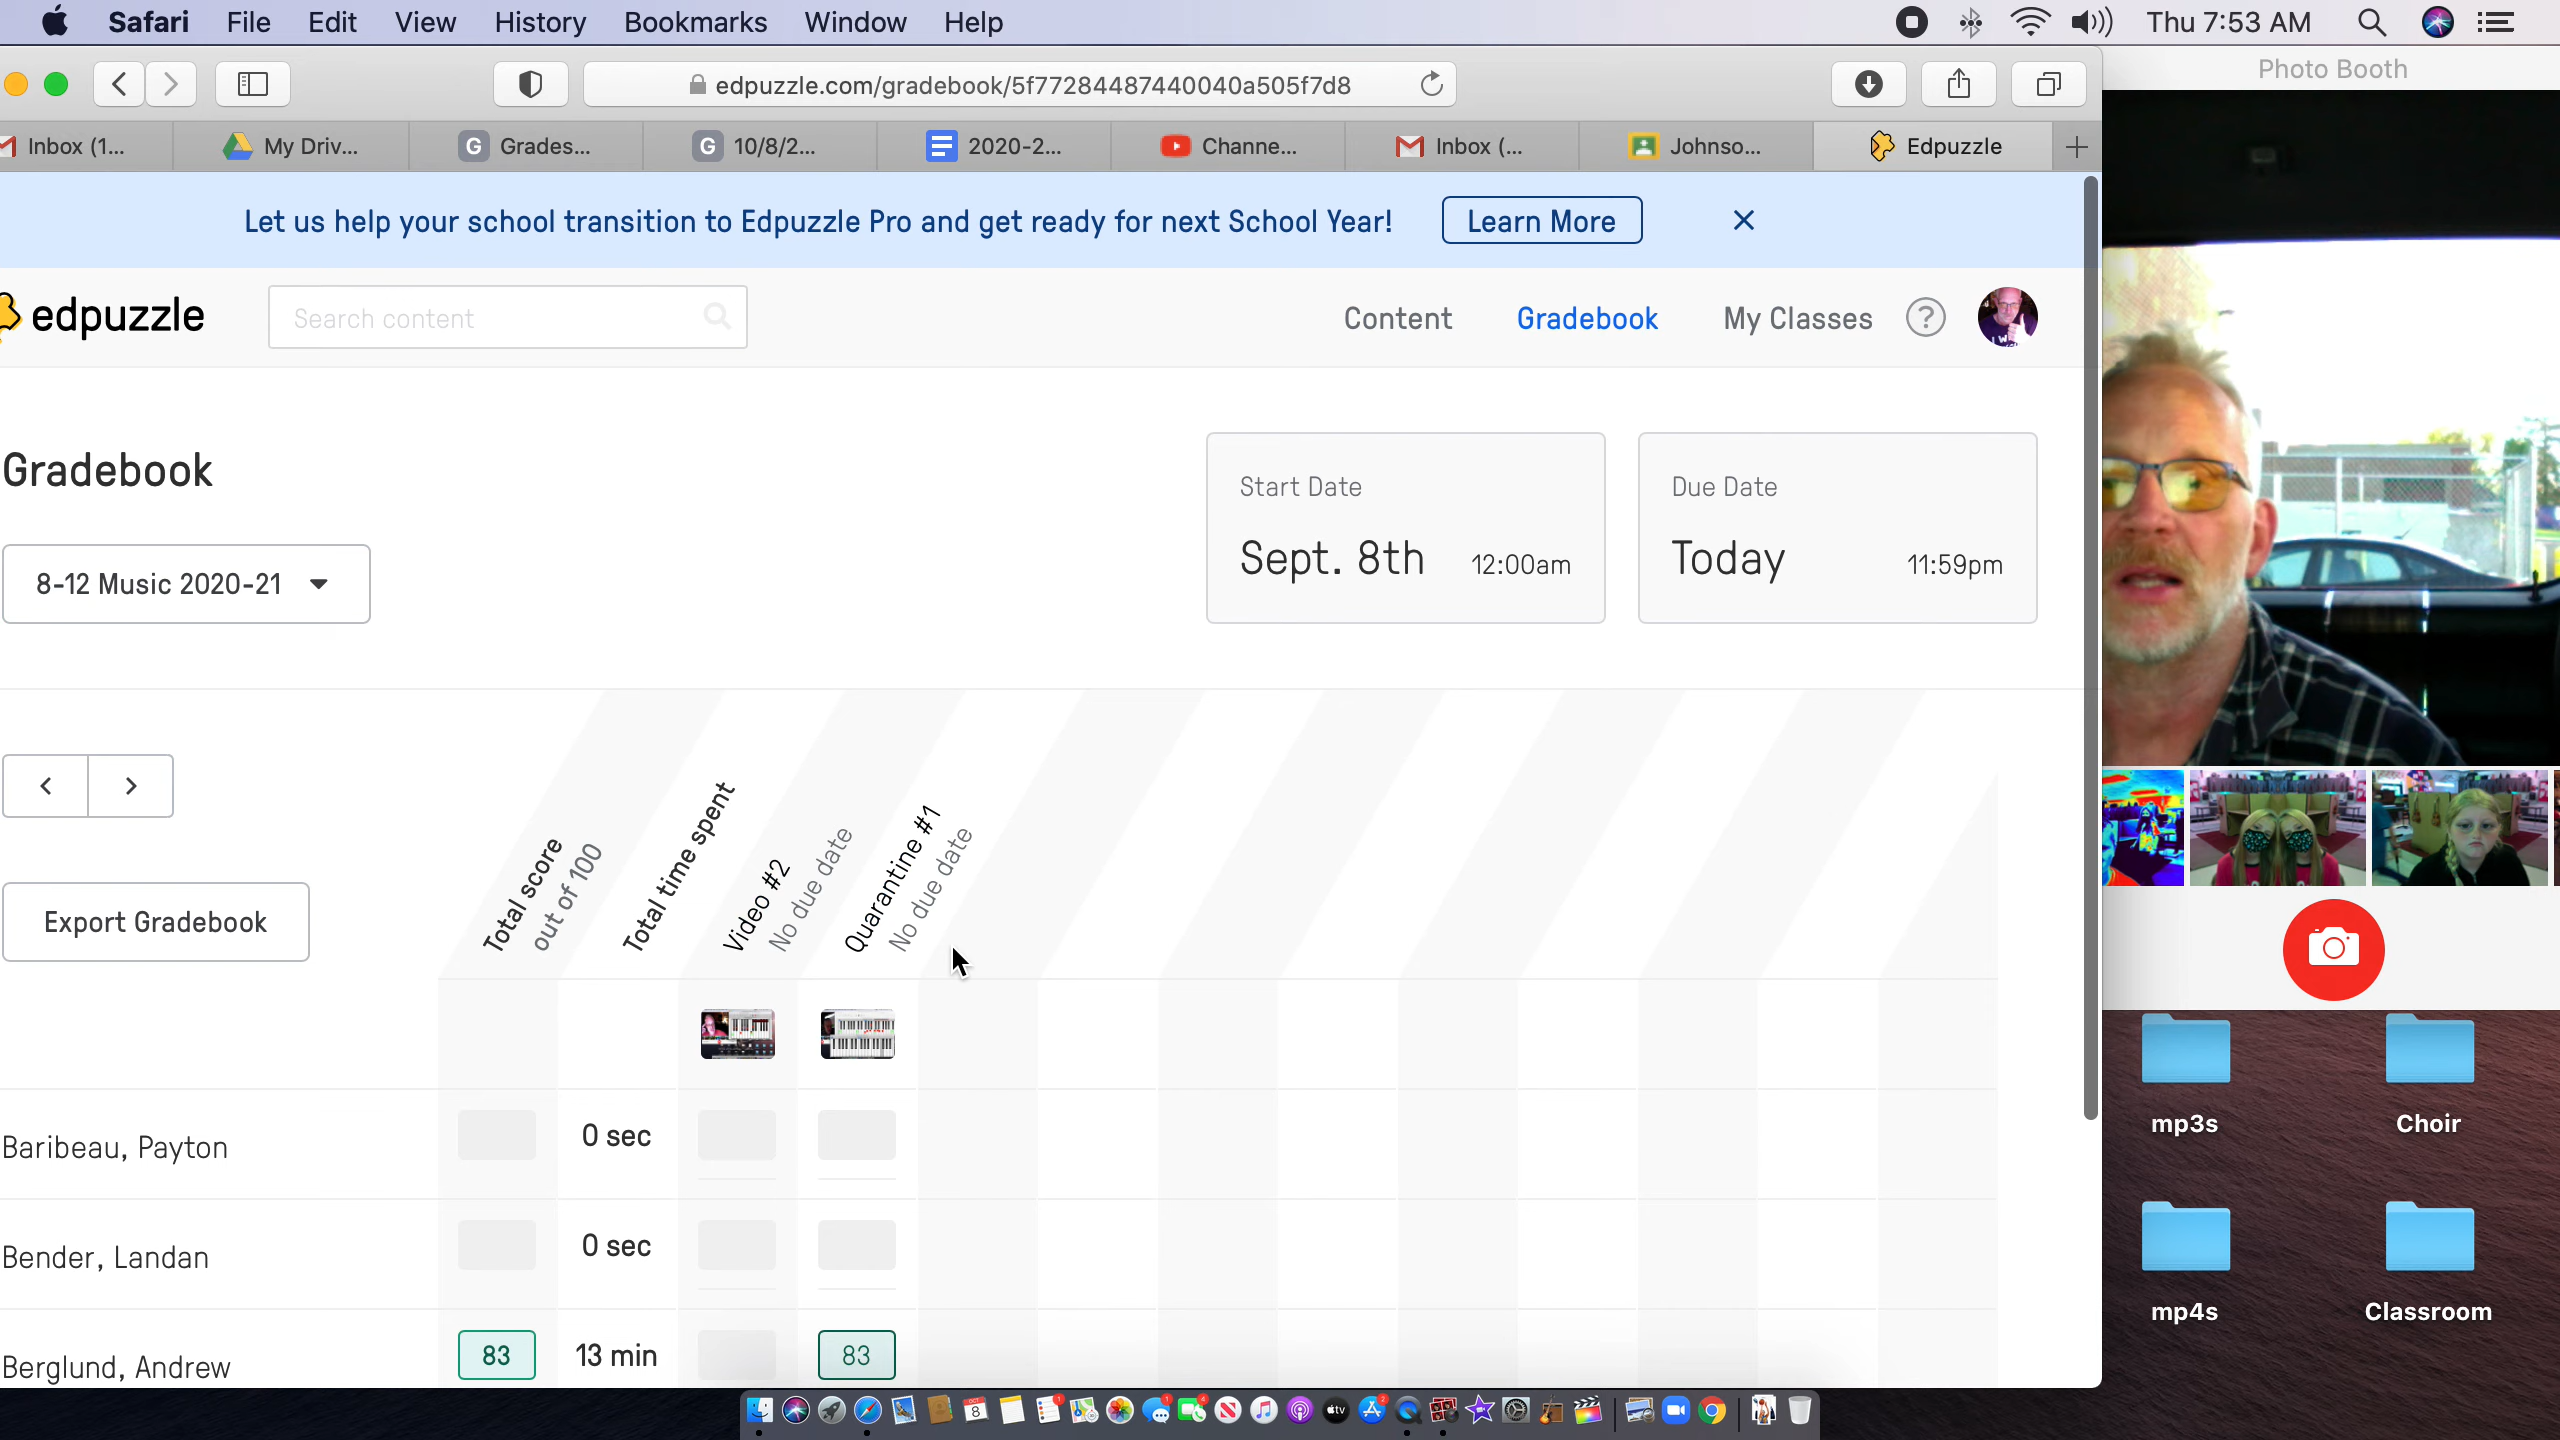 Safari File Edit View History Bookmarks Window Help Thu 7:53 AM
Photo Booth
edpuzzle.com/gradebook/5f77284487440040a505f7d8
Inbox (1... My Driv... Grades... 10/8/2... 2020-2... Channe... Inbox (... Johnso... Edpuzzle
Let us help your school transition to Edpuzzle Pro and get ready for next School Year! Learn More
edpuzzle Search content Content Gradebook My Classes ?
Gradebook
Start Date
Sept. 8th 12:00am
Due Date
Today 11:59pm
8-12 Music 2020-21
Export Gradebook
Total score
out of 100
Total time spent
Video #2
No due date
Quarantine #1
No due date
Baribeau, Payton 0 sec
Bender, Landan 0 sec
Berglund, Andrew 83 13 min 83
mp3s Choir
mp4s Classroom